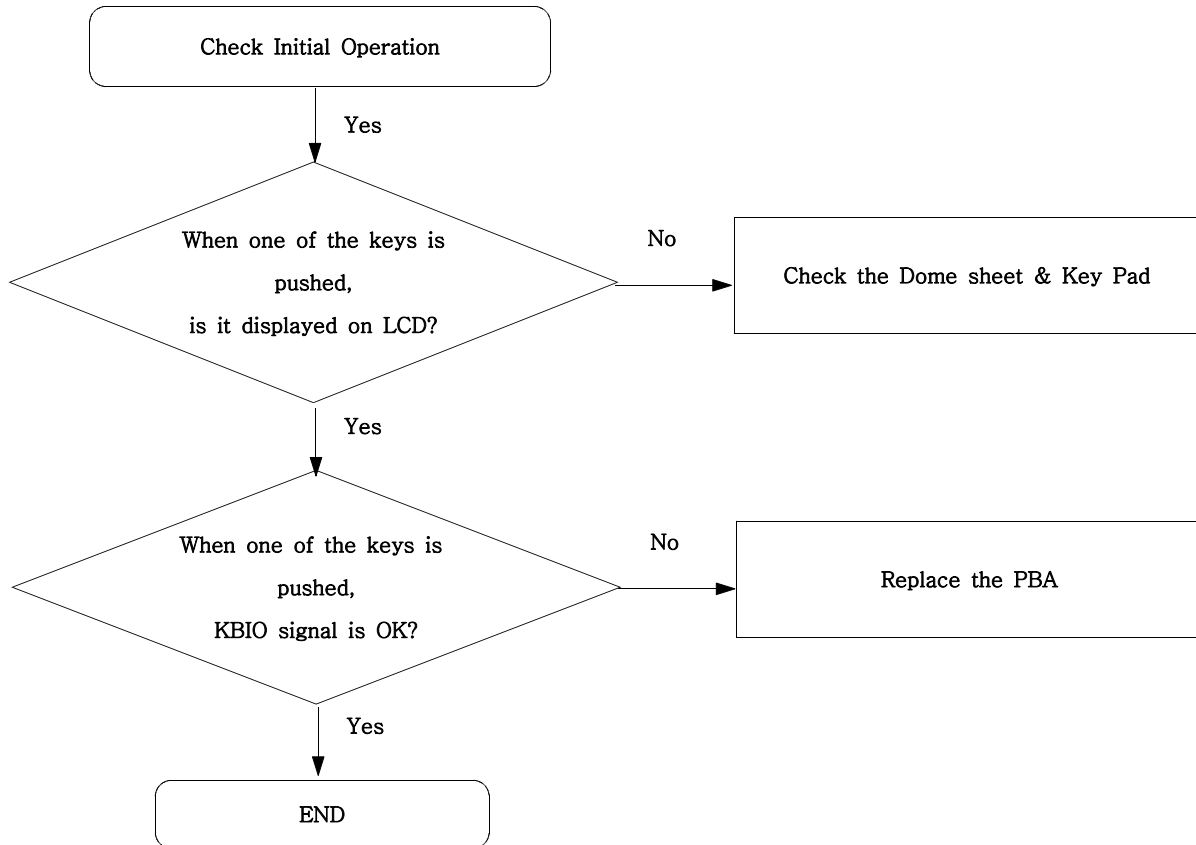 Check Initial Operation
Yes
When one of the keys is
pushed,
is it displayed on LCD?
No
Check the Dome sheet & Key Pad
Yes
When one of the keys is
pushed,
KBIO signal is OK?
No
Replace the PBA
Yes
END